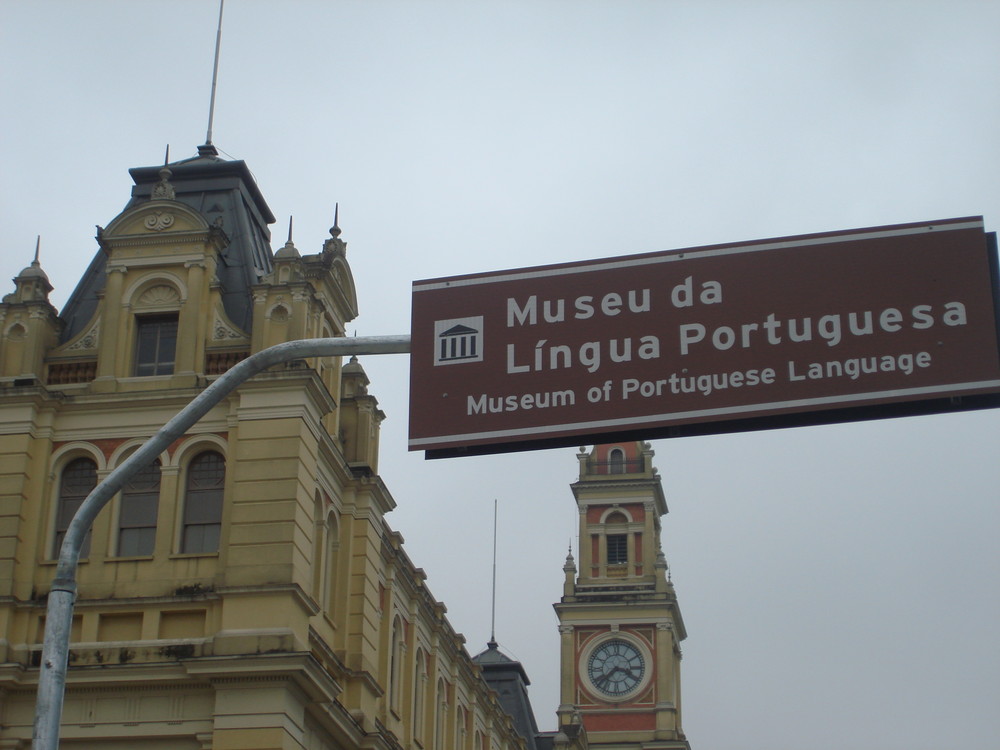 Museu da
Língua Portuguesa
Museum of Portuguese Language